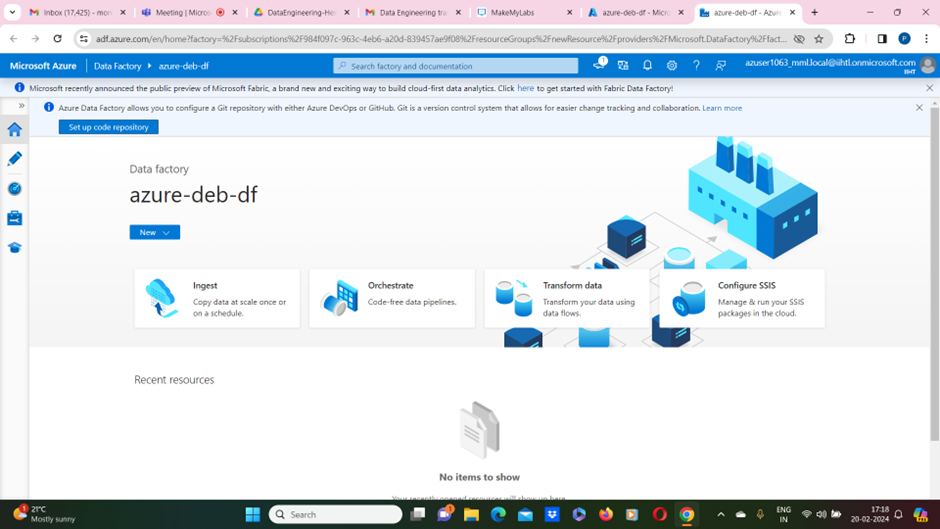 Inbox (17,425) - mon
Meeting | Micros
DataEngineering-He
Data Engineering tra
MakeMyLabs
azure-deb-df - Micr
azure-deb-df - Azure
adf.azure.com/en/home?factory=%2Fsubscriptions%2F984f097c-963c-4eb6-a20d-839457ae9f08%2FresourceGroups%2FnewResource%2Fproviders%2FMicrosoft.DataFactory%2Ffact...
P
Microsoft Azure
Data Factory
azure-deb-df
Search factory and documentation
1
azuser1063_mml.local@iihtl.onmicrosoft.com
IIHT
Microsoft recently announced the public preview of Microsoft Fabric, a brand new and exciting way to build cloud-first data analytics. Click here to get started with Fabric Data Factory!
Azure Data Factory allows you to configure a Git repository with either Azure DevOps or GitHub. Git is a version control system that allows for easier change tracking and collaboration. Learn more
Set up code repository
Data factory
azure-deb-df
New
Ingest
Copy data at scale once or
on a schedule.
Orchestrate
Code-free data pipelines.
Transform data
Transform your data using
data flows.
Configure SSIS
Manage & run your SSIS
packages in the cloud.
Recent resources
No items to show
Your recently opened resources will show up here
21°C
Mostly sunny
Search
ENG
IN
17:18
20-02-2024